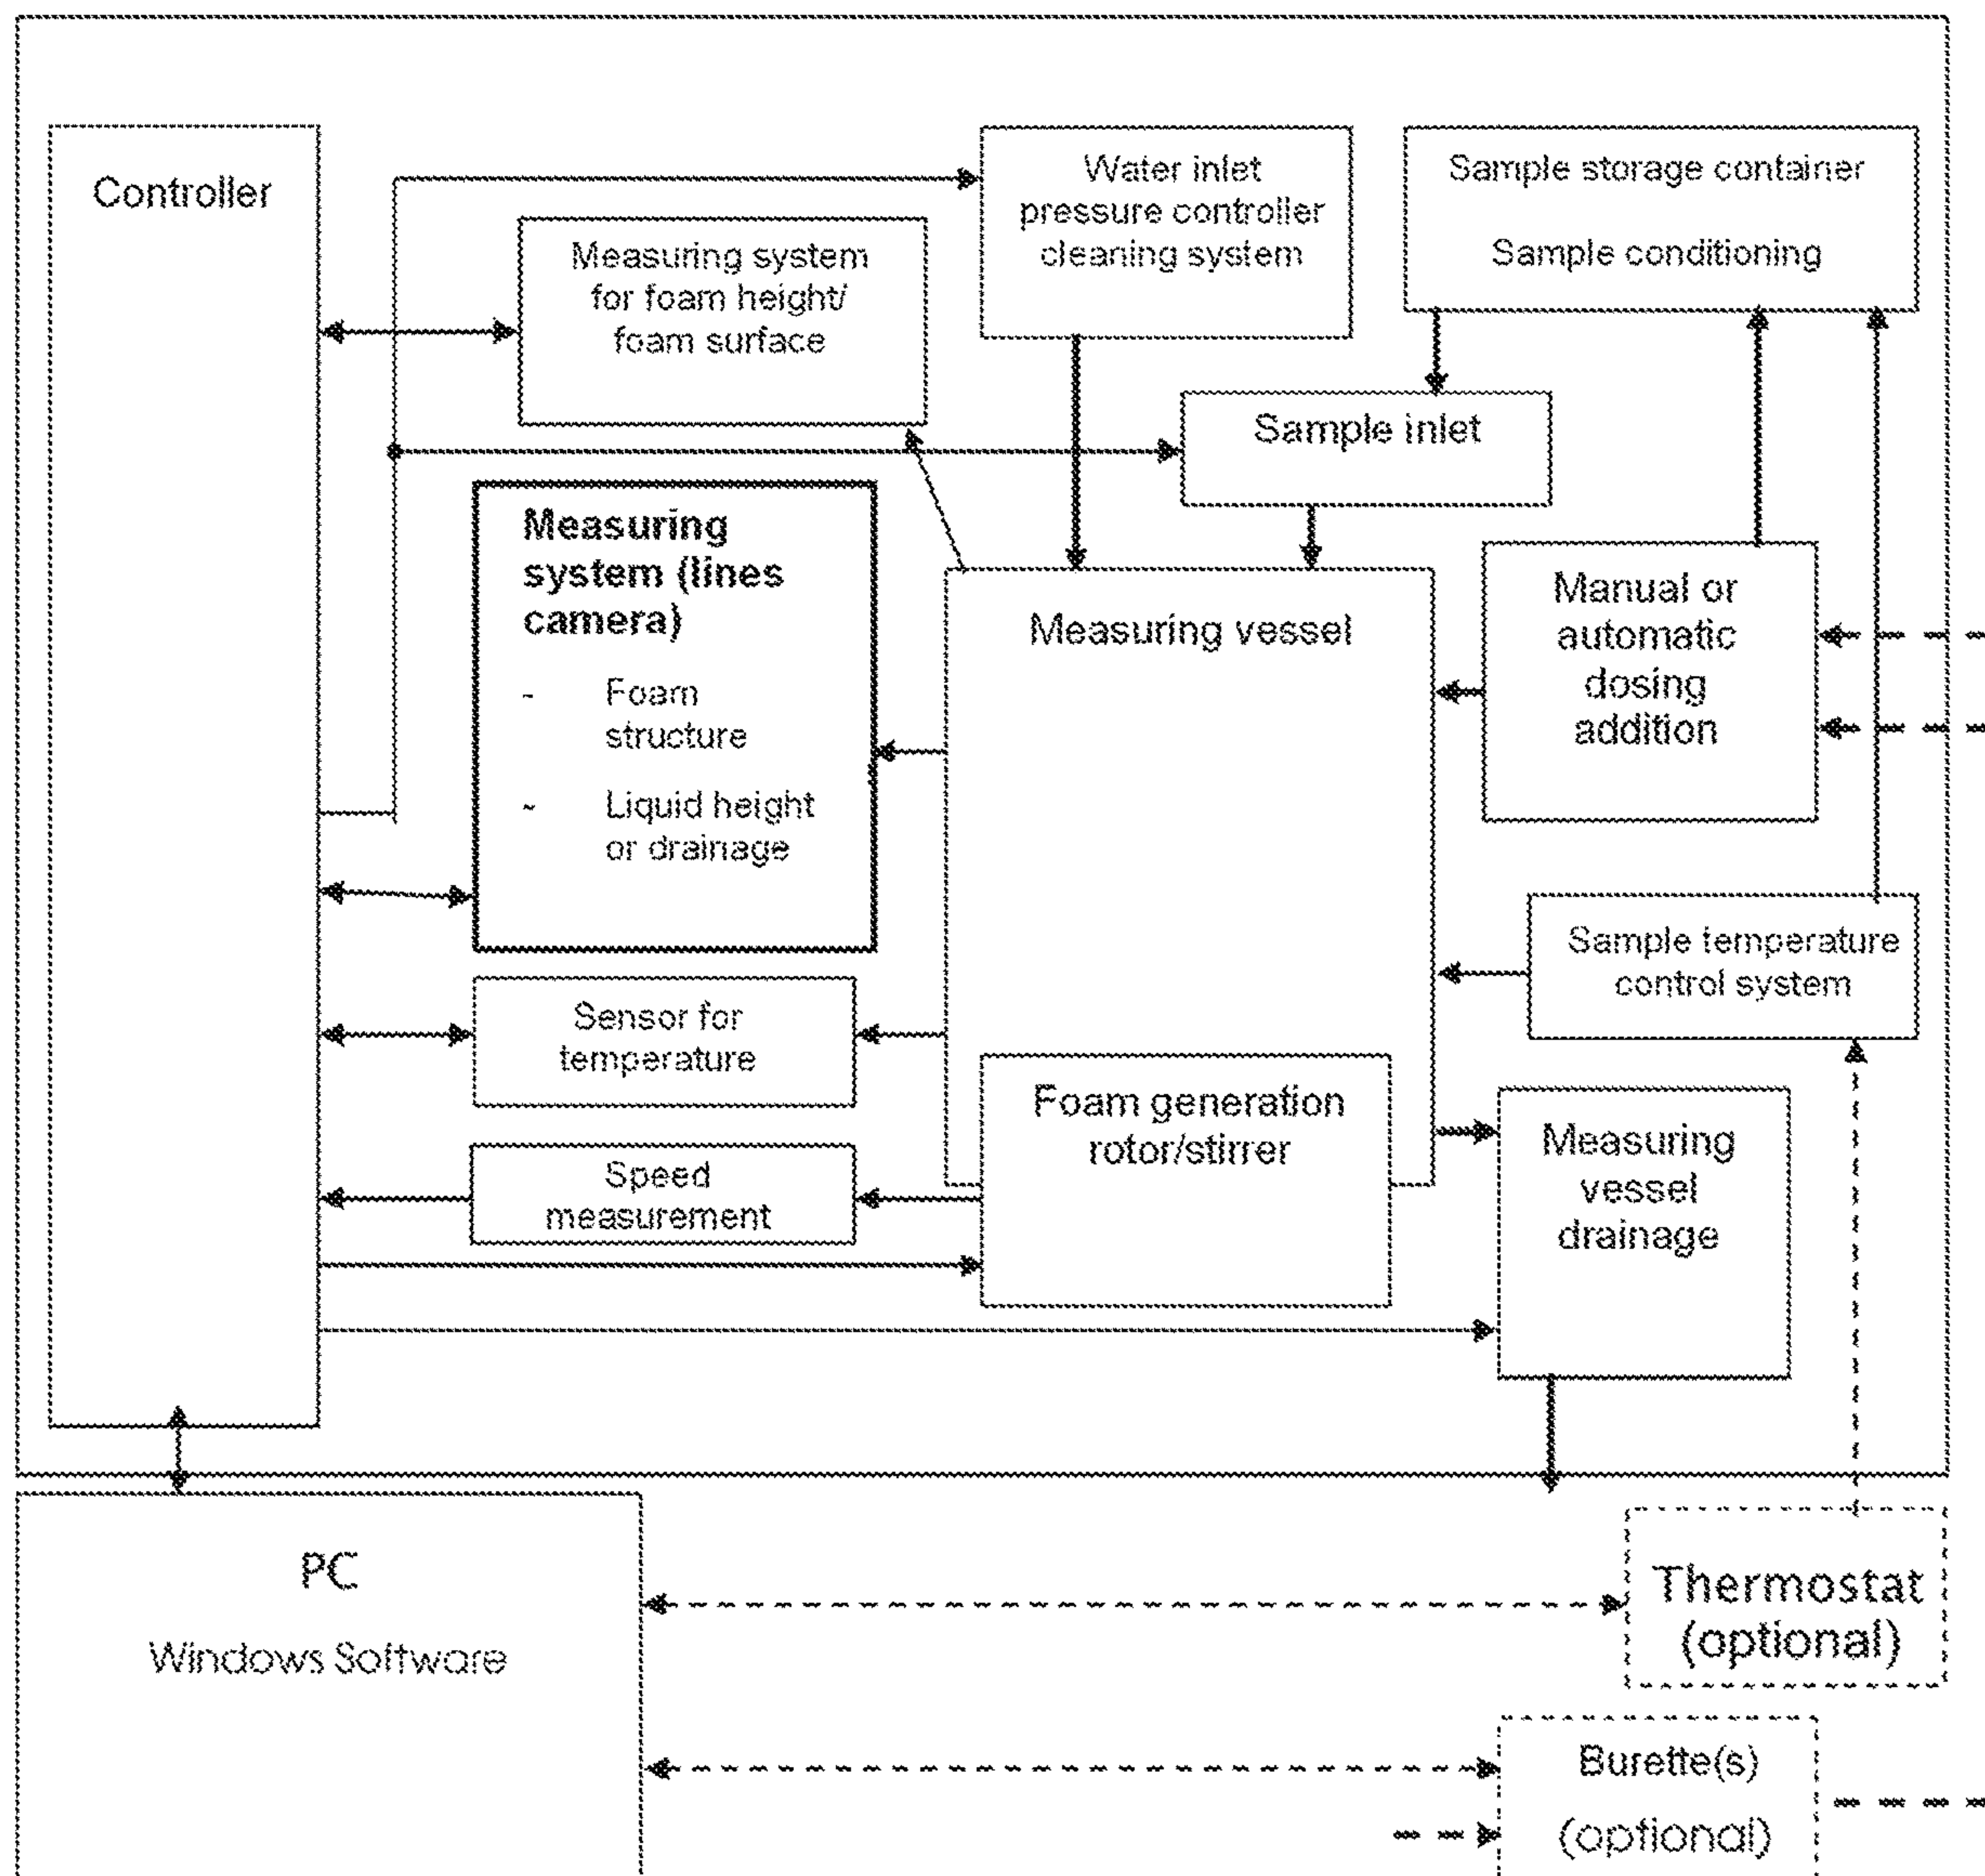 Controller
Water inlet
pressure controller
cleaning system
Sample storage container
Sample conditioning
Measuring system
for foam height/
foam surface
Sample inlet
Measuring
system (lines
camera)
- Foam
structure
- Liquid height
or drainage
Measuring vessel
Manual or
automatic
dosing
addition
Sample temperature
control system
Sensor for
temperature
Foam generation
rotor/stirrer
Speed
measurement
Measuring
vessel
drainage
PC
Windows Software
Thermostat
(optional)
Burette(s)
(optional)